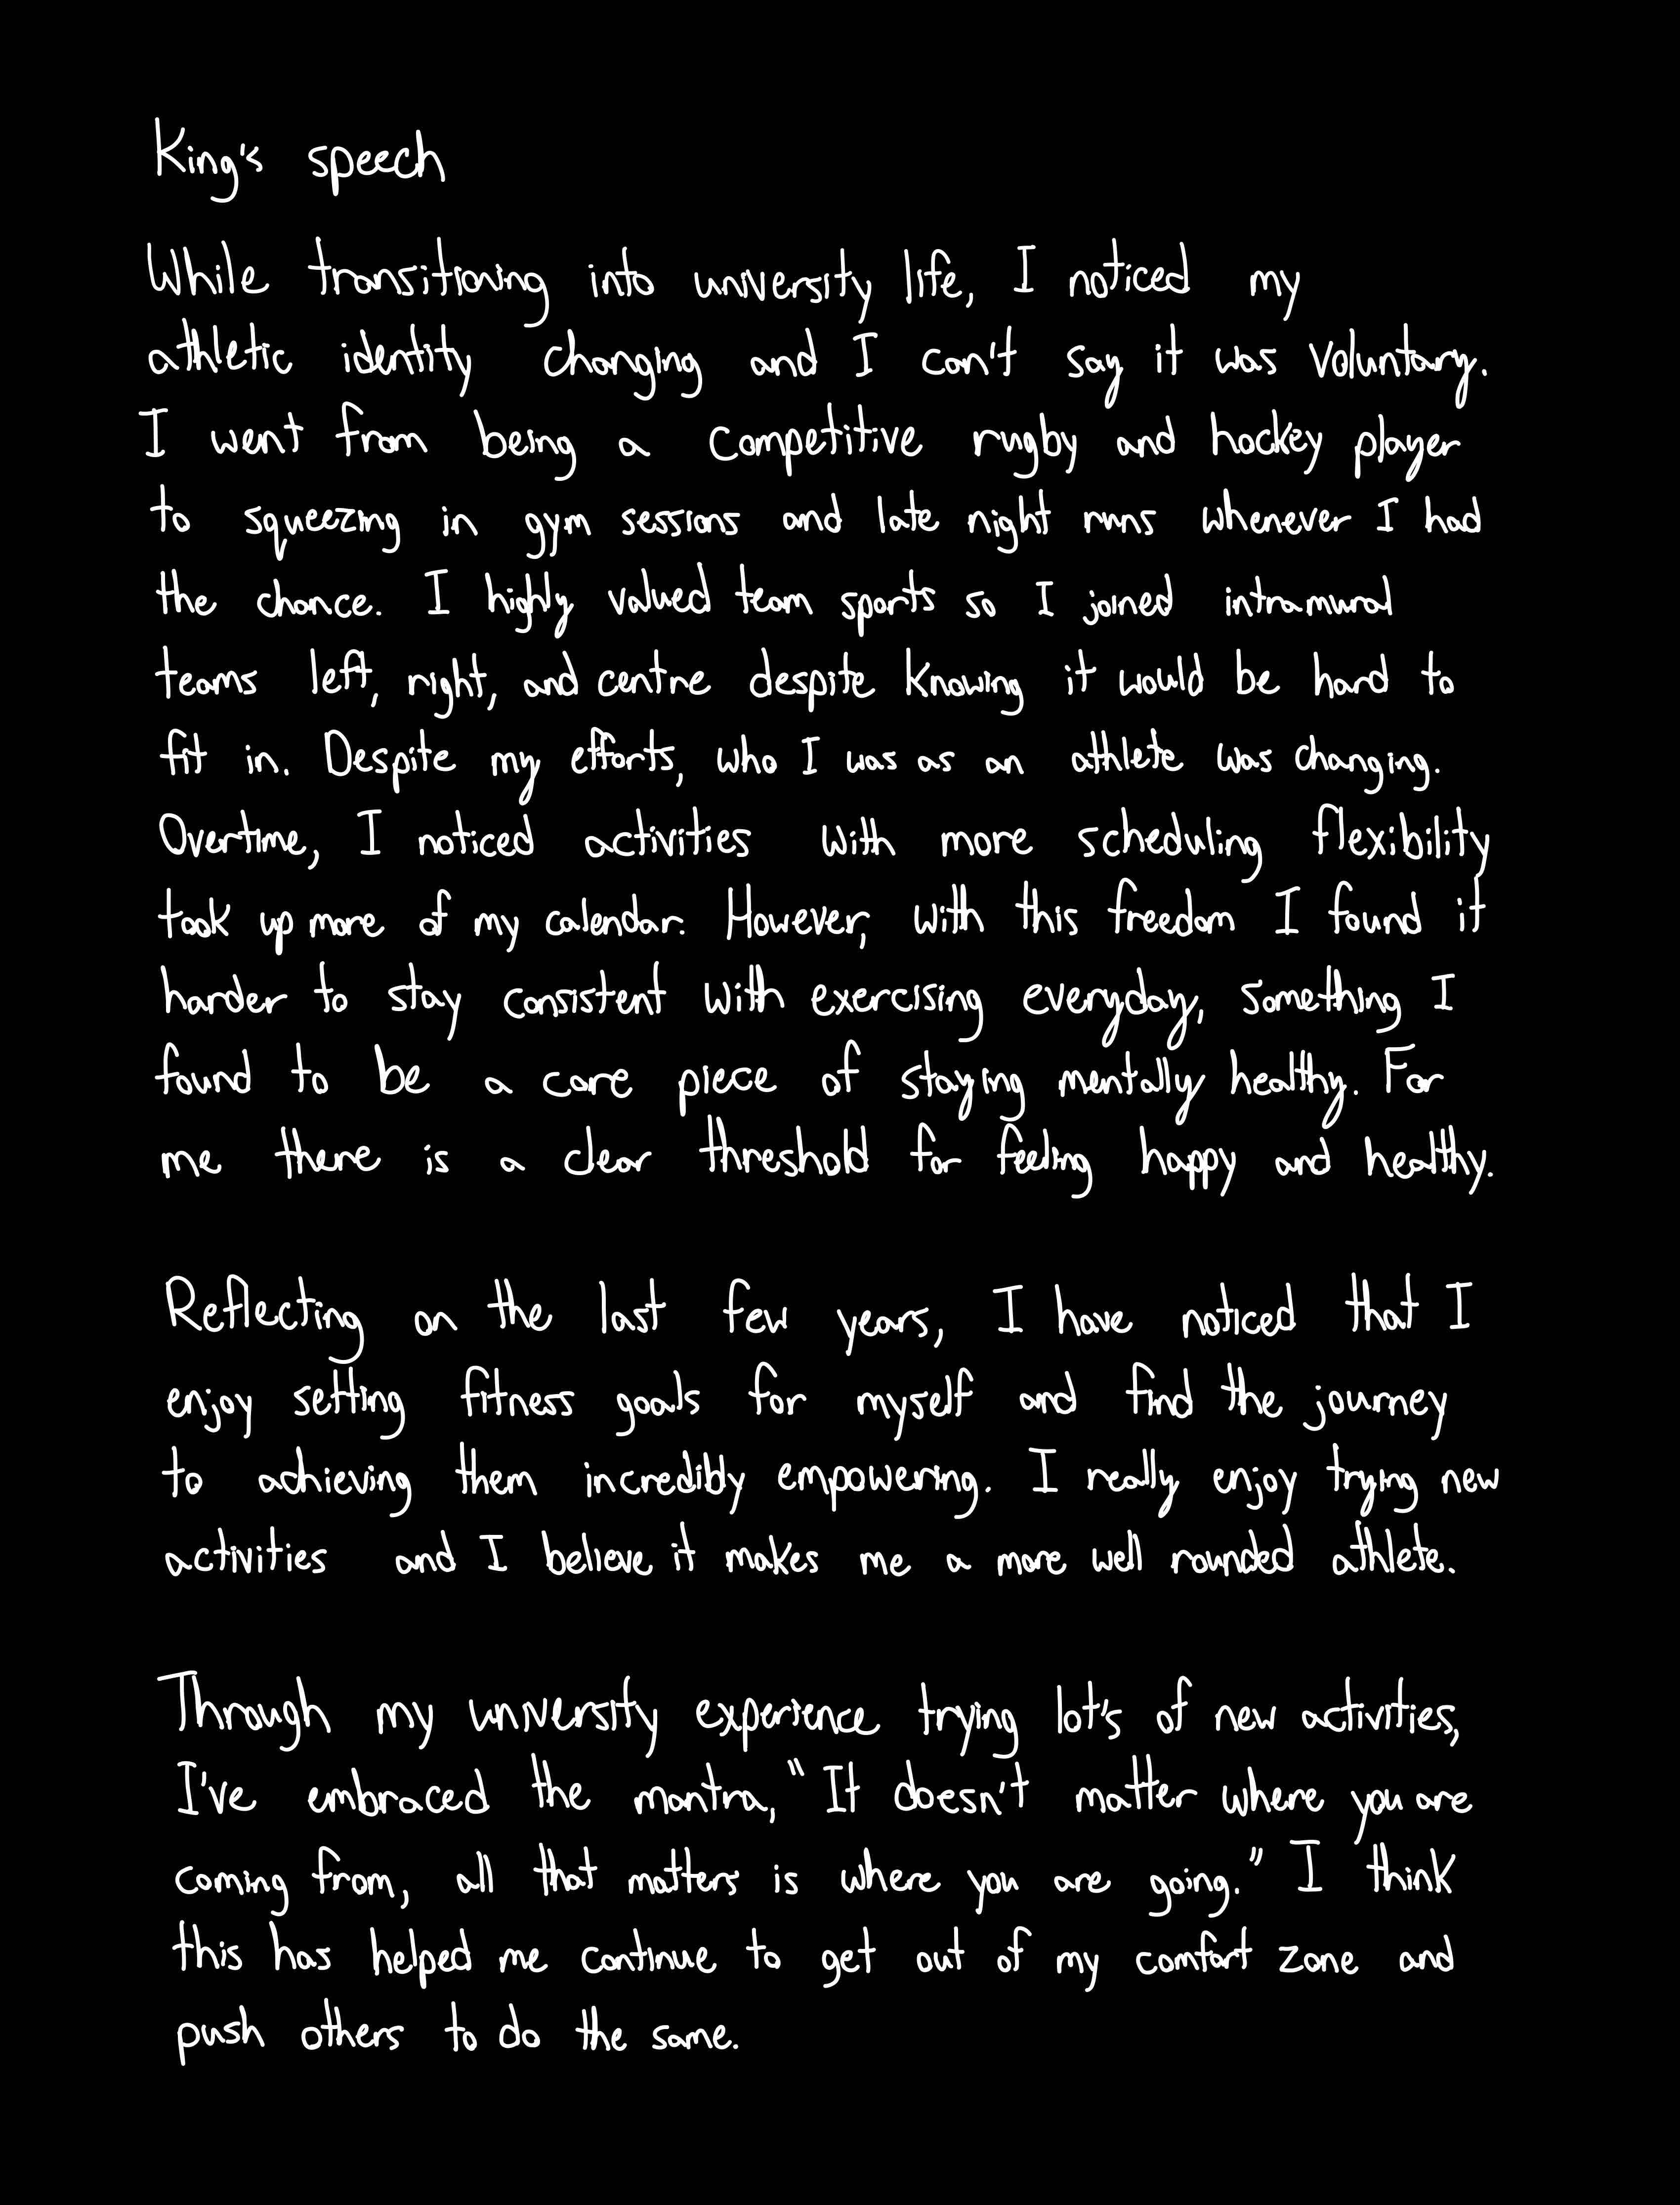 King's speech
While transitioning into university life, I noticed my
athletic identity changing and I can't say it was voluntary.
I went from being a competitive rugby and hockey player
to squeezing in gym sessions and late night runs whenever I had
the chance. I highly valued team sports so I joined intramural
teams left, right, and centre despite knowing it would be hard to
fit in. Despite my efforts, who I was as an athlete was changing.
Overtime, I noticed activities with more scheduling flexibility
took up more of my calendar. However, with this freedom I found it
harder to stay consistent with exercising everyday, something I
found to be a core piece of staying mentally healthy. For
me there is a clear threshold for feeling happy and healthy.
Reflecting on the last few years, I have noticed that I
enjoy setting fitness goals for myself and find the journey
to achieving them incredibly empowering. I really enjoy trying new
activities and I believe it makes me a more well rounded athlete.
Through my university experience trying lot's of new activities,
I've embraced the mantra, "It doesn't matter where you are
coming from, all that matters is where you are going." I think
this has helped me continue to get out of my comfort zone and
push others to do the same.